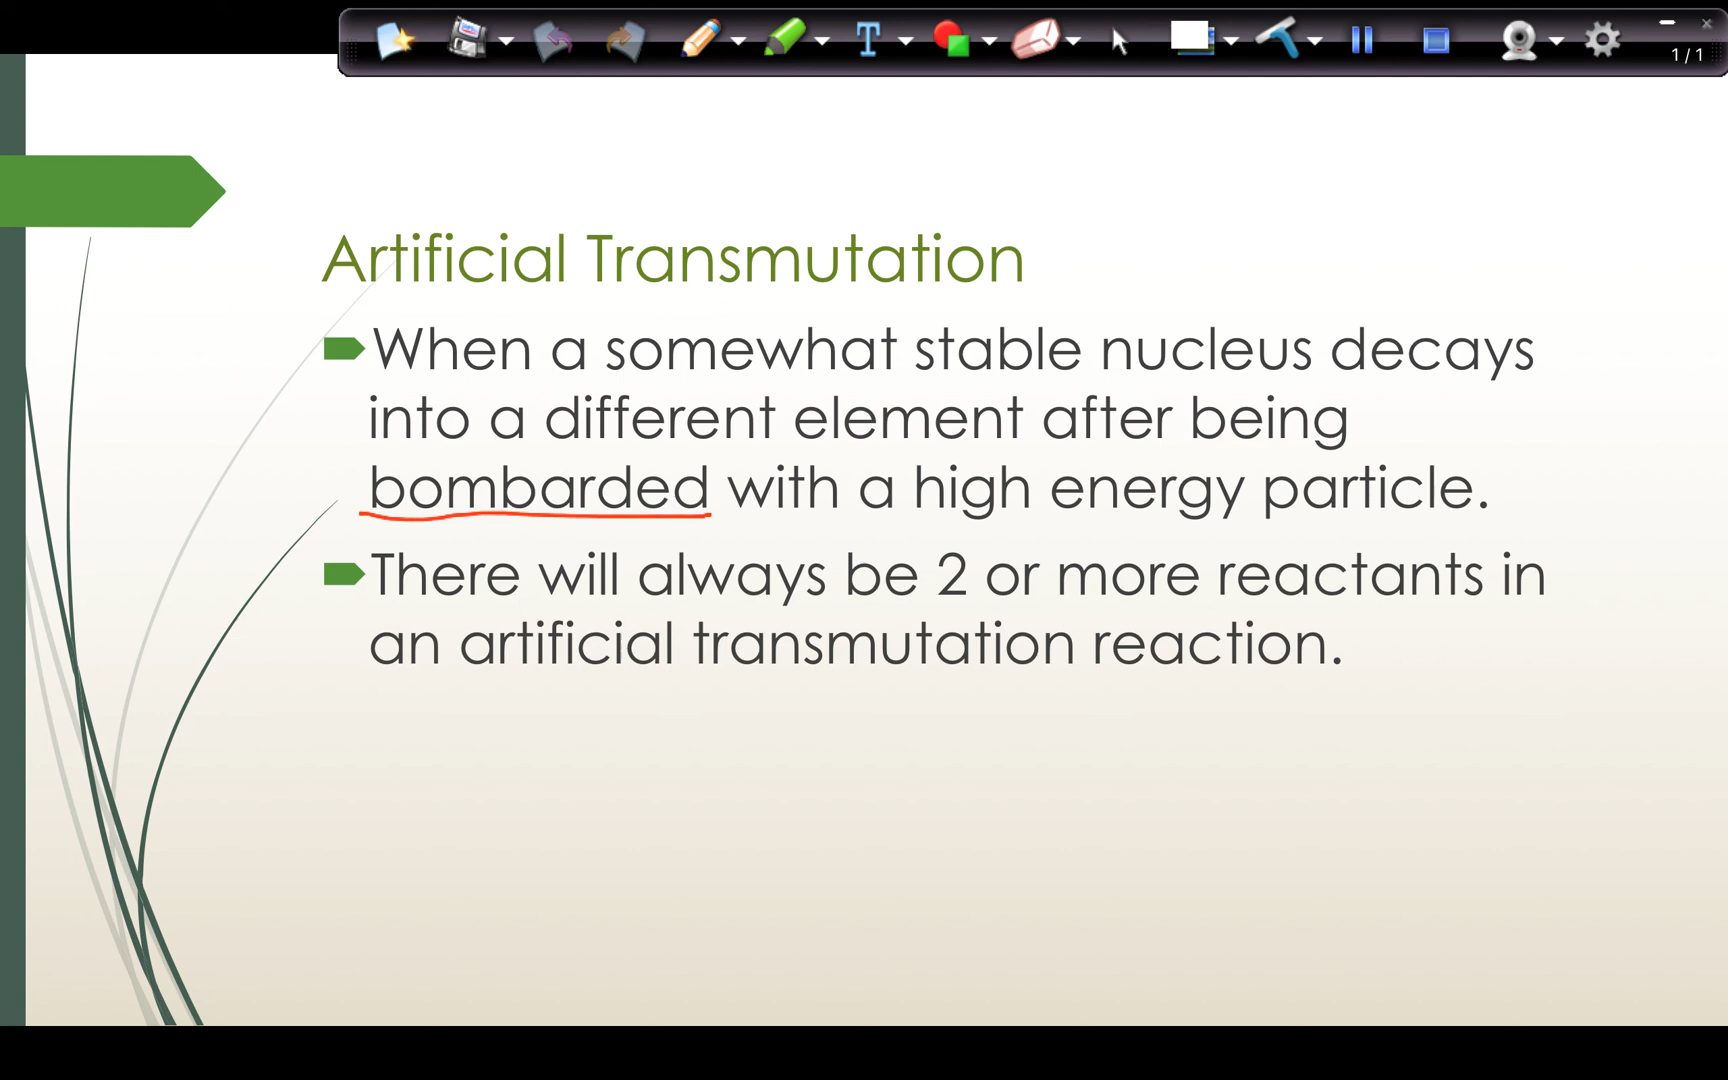 1 / 1
Artificial Transmutation
When a somewhat stable nucleus decays
into a different element after being
bombarded with a high energy particle.
There will always be 2 or more reactants in
an artificial transmutation reaction.